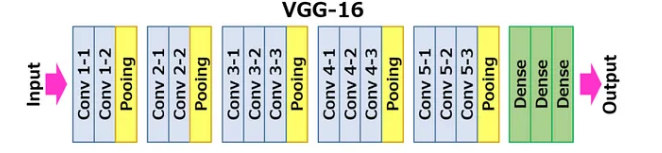 VGG-16
Input
Conv 1-1
Conv 1-2
Pooing
Conv 2-1
Conv 2-2
Pooing
Conv 3-1
Conv 3-2
Conv 3-3
Pooing
Conv 4-1
Conv 4-2
Conv 4-3
Pooing
Conv 5-1
Conv 5-2
Conv 5-3
Pooing
Dense
Dense
Dense
Output